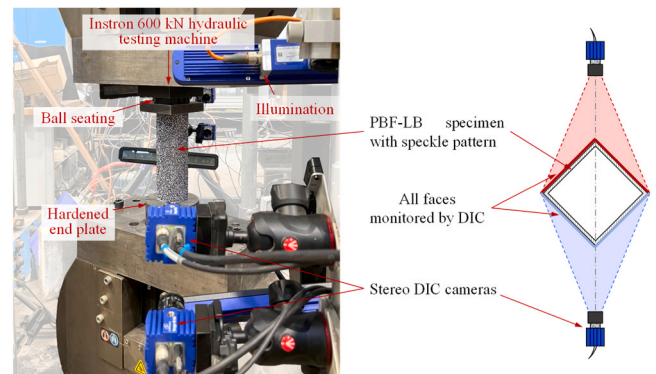 Instron 600 kN hydraulic
testing machine
Ball seating
Illumination
PBF-LB specimen
with speckle pattern
All faces
monitored by DIC
Hardened
end plate
Stereo DIC cameras